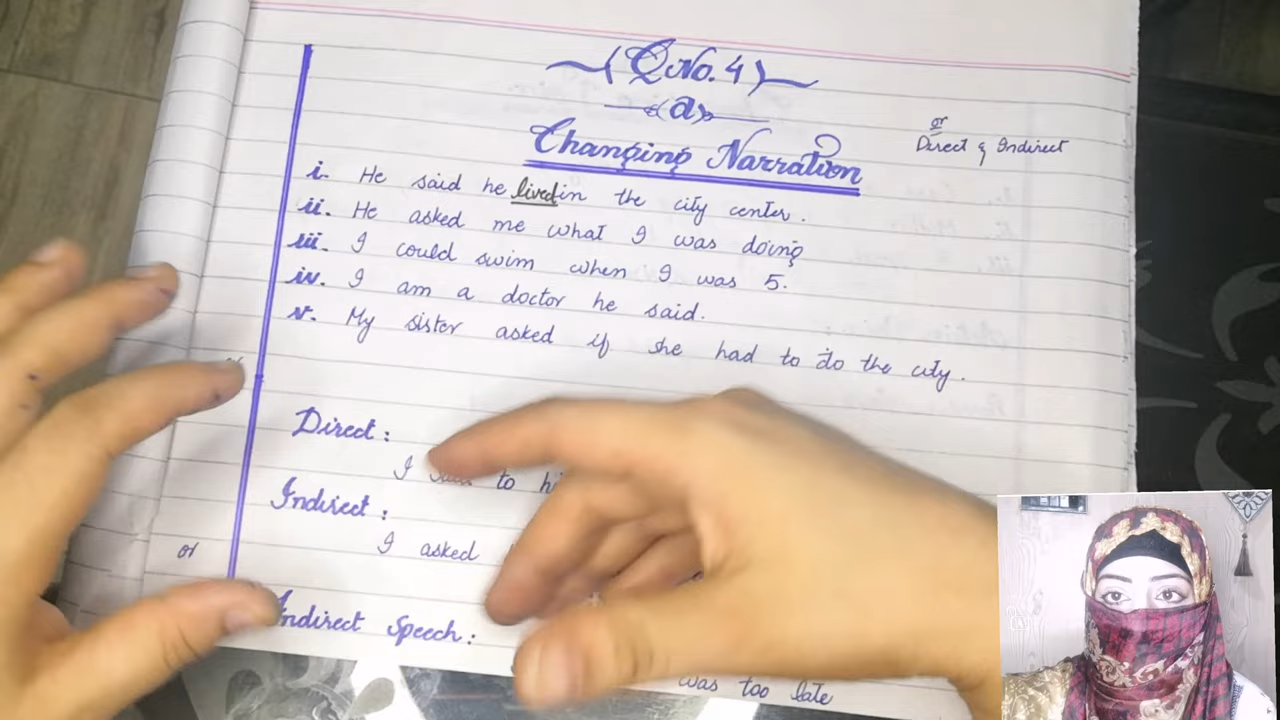 Q No. 4
a
or
Direct & Indirect
Changing Narration
i. He said he lived in the city center.
ii. He asked me what I was doing
iii. I could swim when I was 5.
iv. I am a doctor he said.
v. My sister asked if she had to do the city.
Direct:
I to
Indirect:
I asked
or
Indirect Speech:
was too late